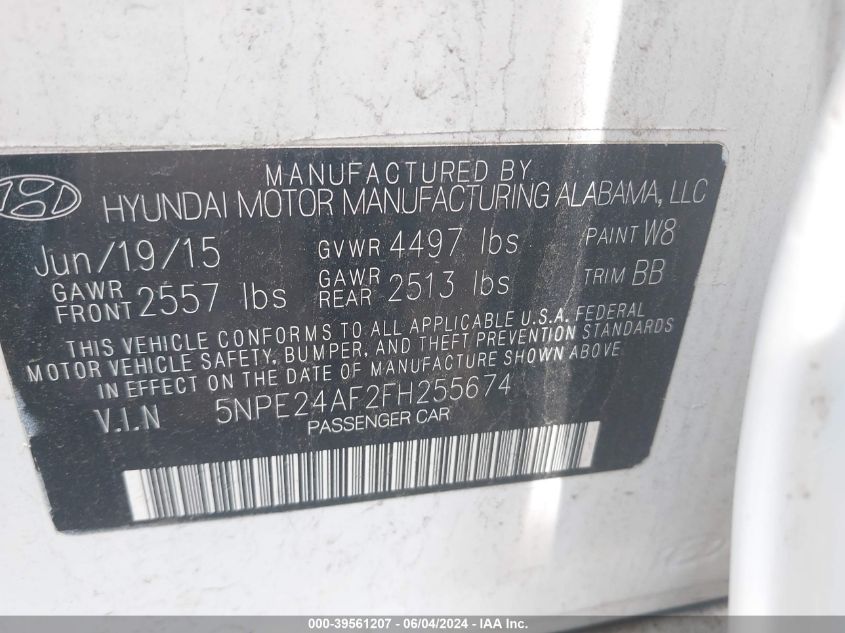 MANUFACTURED BY
HYUNDAI MOTOR MANUFACTURING ALABAMA, LLC
Jun/19/15 GVWR 4497 lbs PAINT W8
GAWR FRONT 2557 lbs GAWR REAR 2513 lbs TRIM BB
THIS VEHICLE CONFORMS TO ALL APPLICABLE U.S.A. FEDERAL
MOTOR VEHICLE SAFETY, BUMPER, AND THEFT PREVENTION STANDARDS
IN EFFECT ON THE DATE OF MANUFACTURE SHOWN ABOVE
V.I.N 5NPE24AF2FH255674
PASSENGER CAR
000-39561207 - 06/04/2024 - IAA Inc.